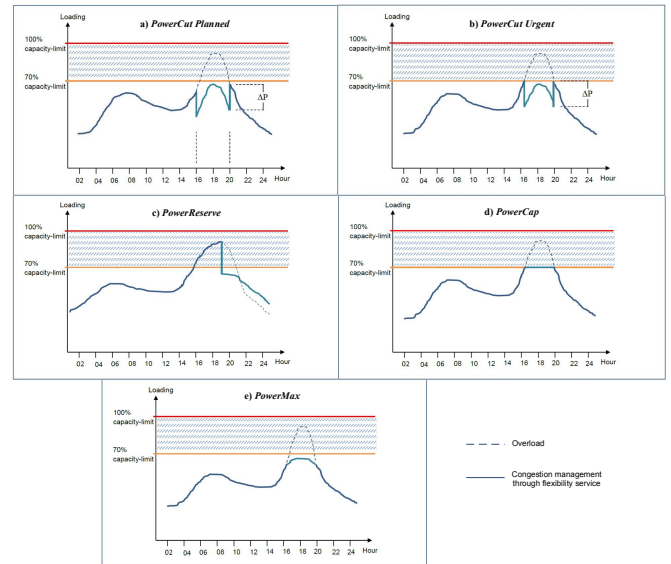 Loading
a) PowerCut Planned
100%
capacity-limit
70%
capacity-limit
ΔP
Hour
02 04 06 08 10 12 14 16 18 20 22 24
Loading
b) PowerCut Urgent
100%
capacity-limit
70%
capacity-limit
ΔP
Hour
02 04 06 08 10 12 14 16 18 20 22 24
Loading
c) PowerReserve
100%
capacity-limit
70%
capacity-limit
Hour
02 04 06 08 10 12 14 16 18 20 22 24
Loading
d) PowerCap
100%
capacity-limit
70%
capacity-limit
Hour
02 04 06 08 10 12 14 16 18 20 22 24
Loading
e) PowerMax
100%
capacity-limit
70%
capacity-limit
Hour
02 04 06 08 10 12 14 16 18 20 22 24
Overload
Congestion management
through flexibility service